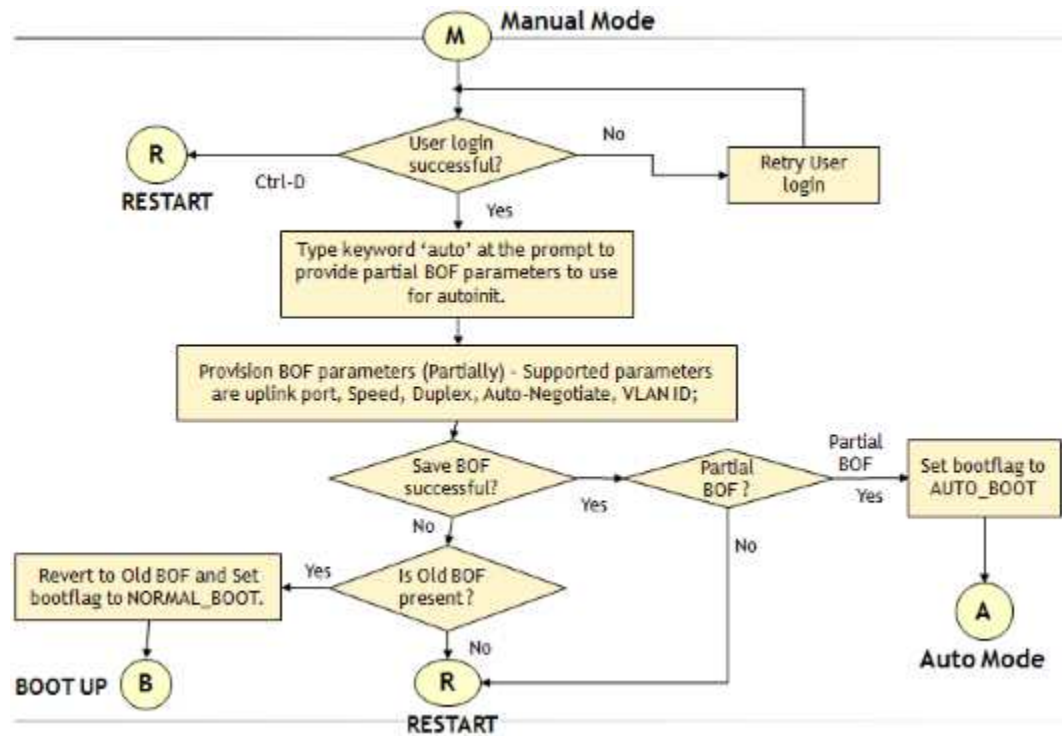 M
Manual Mode
User login
successful?
No
Retry User
login
R
RESTART
Ctrl-D
Yes
Type keyword ‘auto’ at the prompt to
provide partial BOF parameters to use
for autoinit.
Provision BOF parameters (Partially) - Supported parameters
are uplink port, Speed, Duplex, Auto-Negotiate, VLAN ID;
Save BOF
successful?
Yes
Partial
BOF ?
Partial
BOF
Yes
Set bootflag to
AUTO_BOOT
No
No
Revert to Old BOF and Set
bootflag to NORMAL_BOOT.
Yes
Is Old BOF
present ?
No
A
Auto Mode
BOOT UP
B
R
RESTART